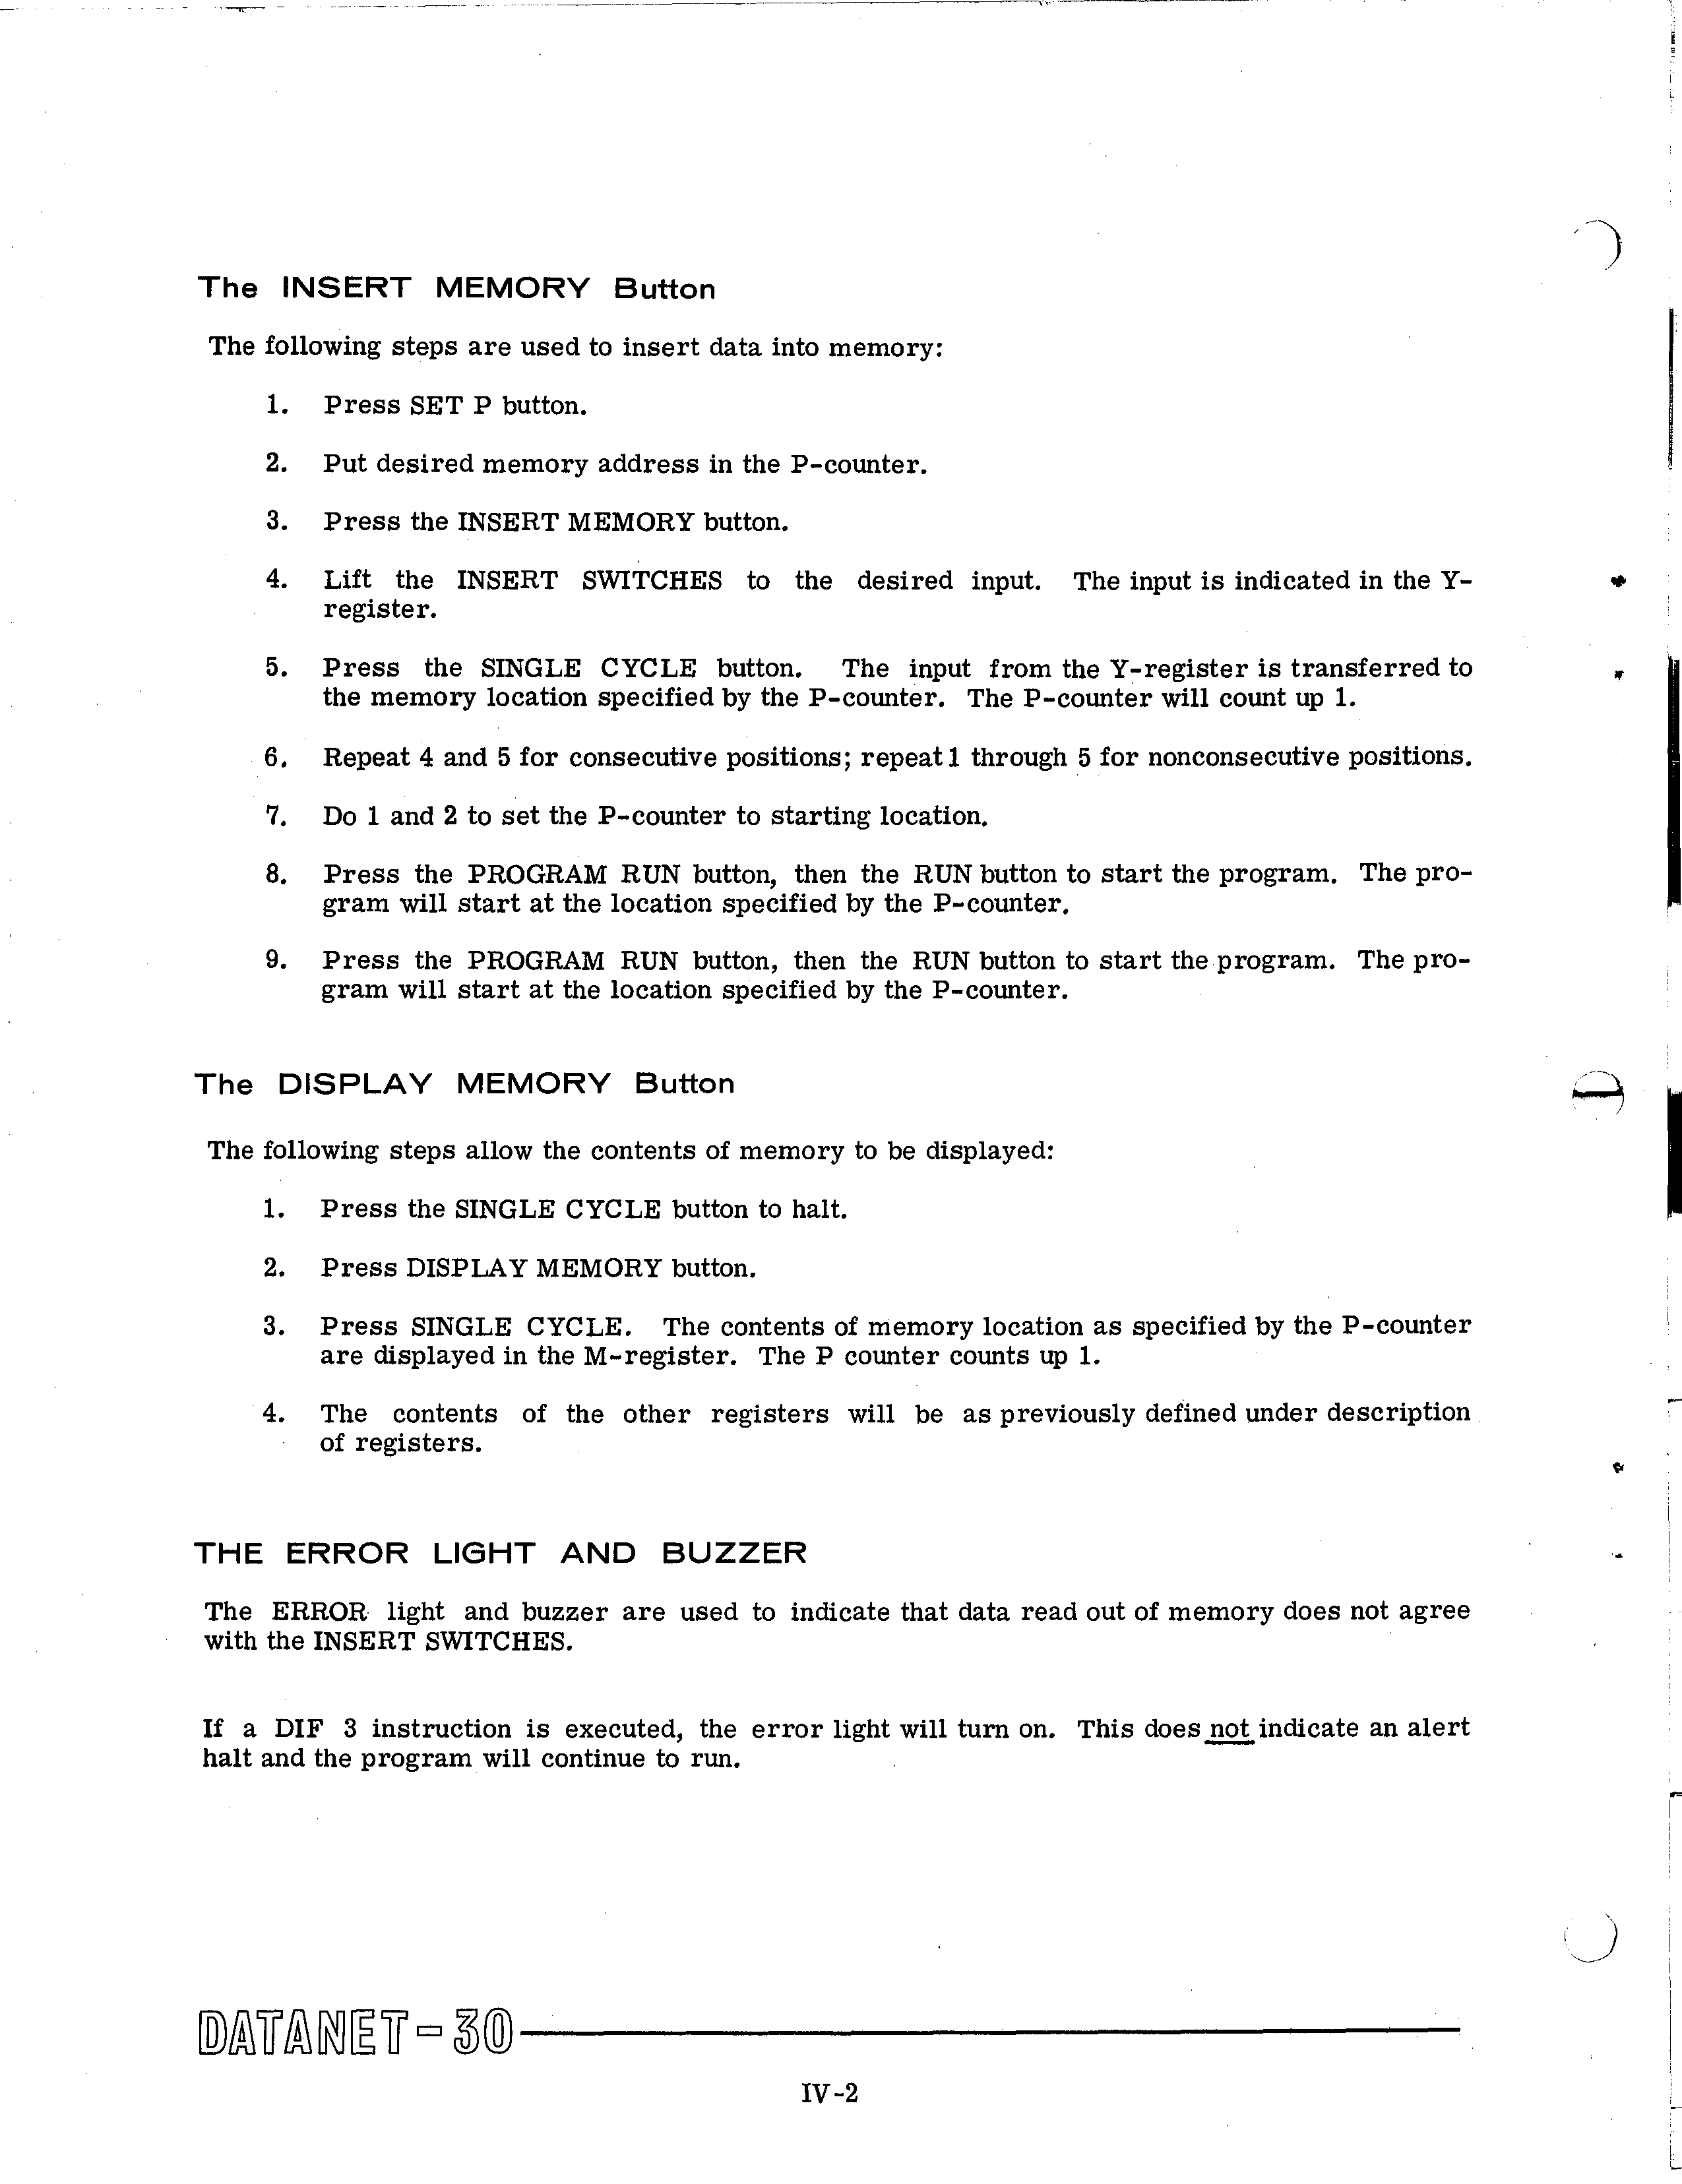 The INSERT MEMORY Button
The following steps are used to insert data into memory:
1. Press SET P button.
2. Put desired memory address in the P-counter.
3. Press the INSERT MEMORY button.
4. Lift the INSERT SWITCHES to the desired input. The input is indicated in the Y-
register.
5. Press the SINGLE CYCLE button. The input from the Y-register is transferred to
the memory location specified by the P-counter. The P-counter will count up 1.
6. Repeat 4 and 5 for consecutive positions; repeat 1 through 5 for nonconsecutive positions.
7. Do 1 and 2 to set the P-counter to starting location.
8. Press the PROGRAM RUN button, then the RUN button to start the program. The pro-
gram will start at the location specified by the P-counter.
9. Press the PROGRAM RUN button, then the RUN button to start the program. The pro-
gram will start at the location specified by the P-counter.
The DISPLAY MEMORY Button
The following steps allow the contents of memory to be displayed:
1. Press the SINGLE CYCLE button to halt.
2. Press DISPLAY MEMORY button.
3. Press SINGLE CYCLE. The contents of memory location as specified by the P-counter
are displayed in the M-register. The P counter counts up 1.
4. The contents of the other registers will be as previously defined under description
of registers.
THE ERROR LIGHT AND BUZZER
The ERROR light and buzzer are used to indicate that data read out of memory does not agree
with the INSERT SWITCHES.
If a DIF 3 instruction is executed, the error light will turn on. This does not indicate an alert
halt and the program will continue to run.
DATANET-30
IV-2